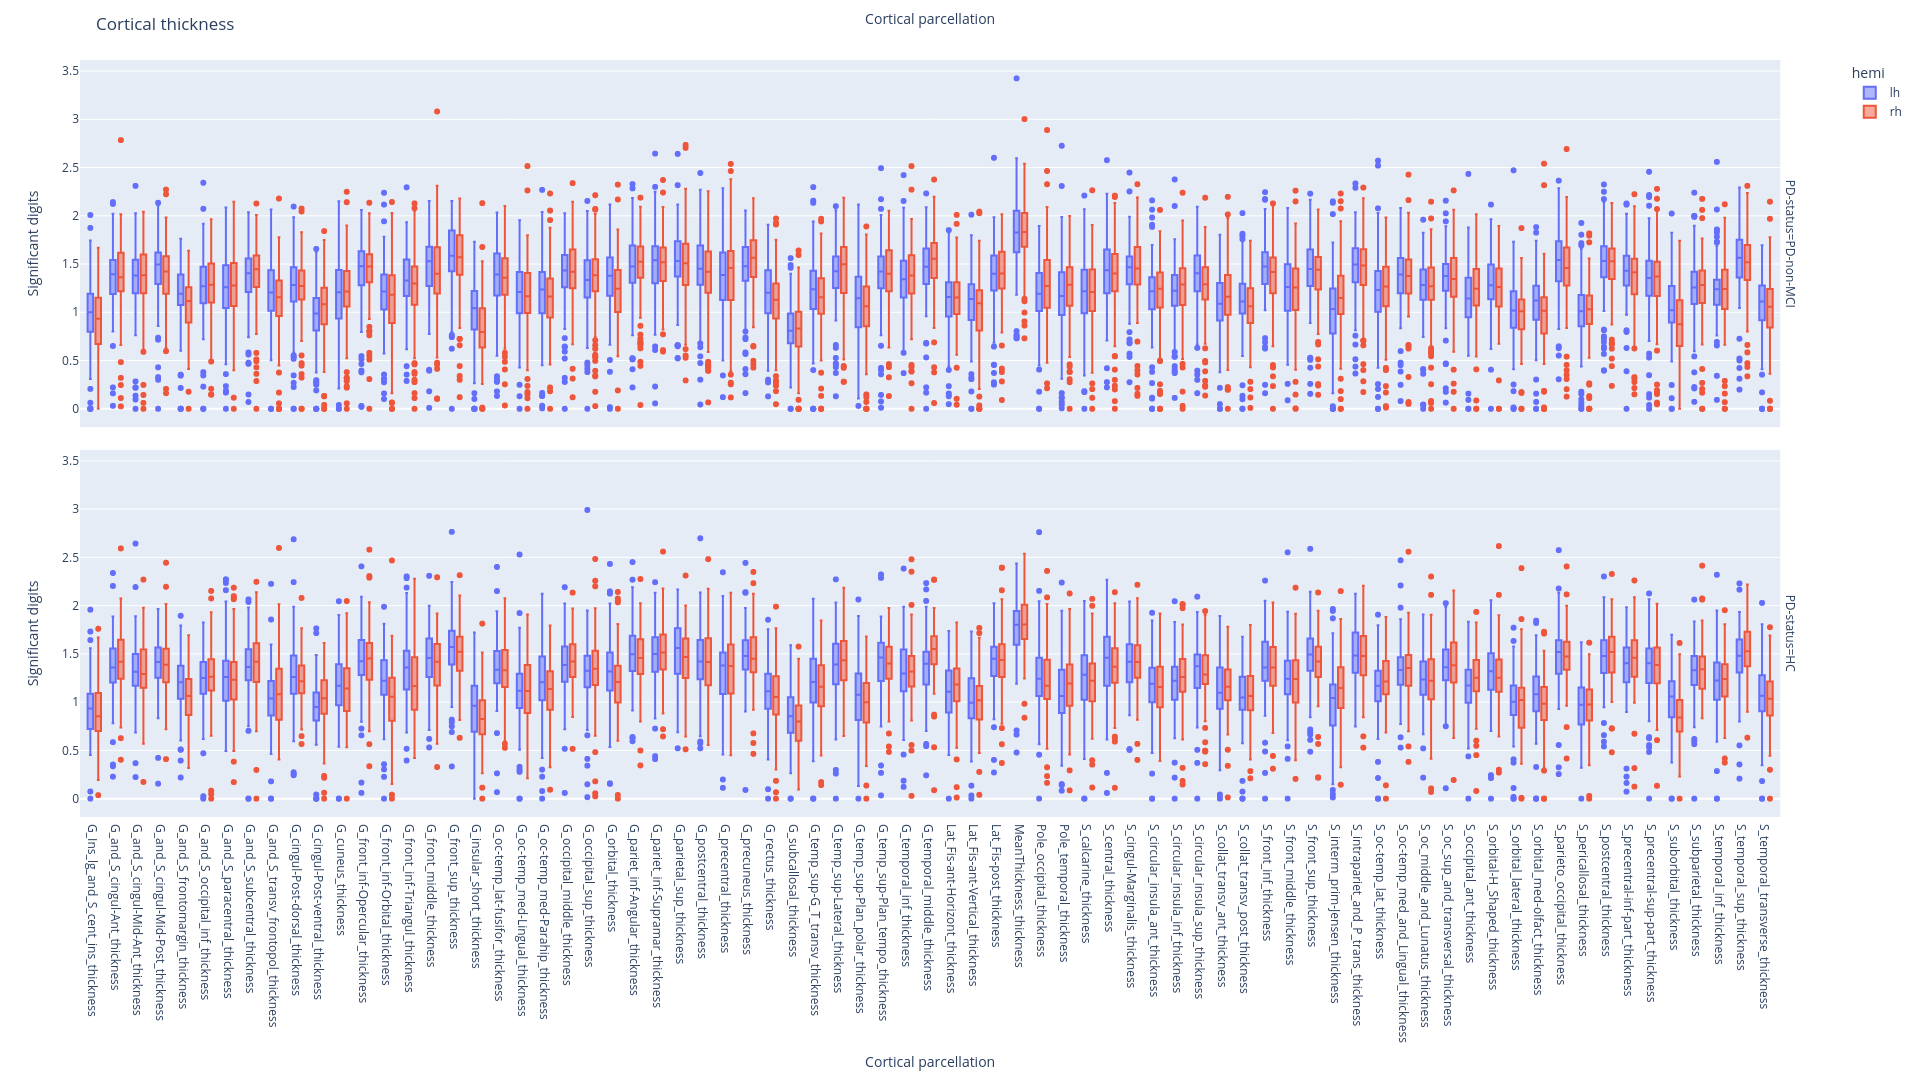 Cortical thickness
Cortical parcellation
hemi
lh
rh
3.5
3
2.5
2
1.5
1
0.5
0
Significant digits
PD-status=PD-non-MCI
3.5
3
2.5
2
1.5
1
0.5
0
Significant digits
PD-status=HC
G_Ins_lg_and_S_cent_ins_thickness
G_and_S_cingul-Ant_thickness
G_and_S_cingul-Mid-Ant_thickness
G_and_S_cingul-Mid-Post_thickness
G_and_S_frontomargin_thickness
G_and_S_occipital_inf_thickness
G_and_S_paracentral_thickness
G_and_S_subcentral_thickness
G_and_S_transv_frontopol_thickness
G_cingul-Post-dorsal_thickness
G_cingul-Post-ventral_thickness
G_cuneus_thickness
G_front_inf-Opercular_thickness
G_front_inf-Orbital_thickness
G_front_inf-Triangul_thickness
G_front_middle_thickness
G_front_sup_thickness
G_insular_short_thickness
G_oc-temp_lat-fusifor_thickness
G_oc-temp_med-Lingual_thickness
G_oc-temp_med-Parahip_thickness
G_occipital_middle_thickness
G_occipital_sup_thickness
G_orbital_thickness
G_pariet_inf-Angular_thickness
G_pariet_inf-Supramar_thickness
G_parietal_sup_thickness
G_postcentral_thickness
G_precentral_thickness
G_precuneus_thickness
G_rectus_thickness
G_subcallosal_thickness
G_temp_sup-G_T_transv_thickness
G_temp_sup-Lateral_thickness
G_temp_sup-Plan_polar_thickness
G_temp_sup-Plan_tempo_thickness
G_temporal_inf_thickness
G_temporal_middle_thickness
Lat_Fis-ant-Horizont_thickness
Lat_Fis-ant-Vertical_thickness
Lat_Fis-post_thickness
MeanThickness_thickness
Pole_occipital_thickness
Pole_temporal_thickness
S_calcarine_thickness
S_central_thickness
S_cingul-Marginalis_thickness
S_circular_insula_ant_thickness
S_circular_insula_inf_thickness
S_circular_insula_sup_thickness
S_collat_transv_ant_thickness
S_collat_transv_post_thickness
S_front_inf_thickness
S_front_middle_thickness
S_front_sup_thickness
S_interm_prim-Jensen_thickness
S_intrapariet_and_P_trans_thickness
S_oc-temp_lat_thickness
S_oc-temp_med_and_Lingual_thickness
S_oc_middle_and_Lunatus_thickness
S_oc_sup_and_transversal_thickness
S_occipital_ant_thickness
S_orbital-H_Shaped_thickness
S_orbital_lateral_thickness
S_orbital_med-olfact_thickness
S_parieto_occipital_thickness
S_pericallosal_thickness
S_postcentral_thickness
S_precentral-inf-part_thickness
S_precentral-sup-part_thickness
S_suborbital_thickness
S_subparietal_thickness
S_temporal_inf_thickness
S_temporal_sup_thickness
S_temporal_transverse_thickness
Cortical parcellation